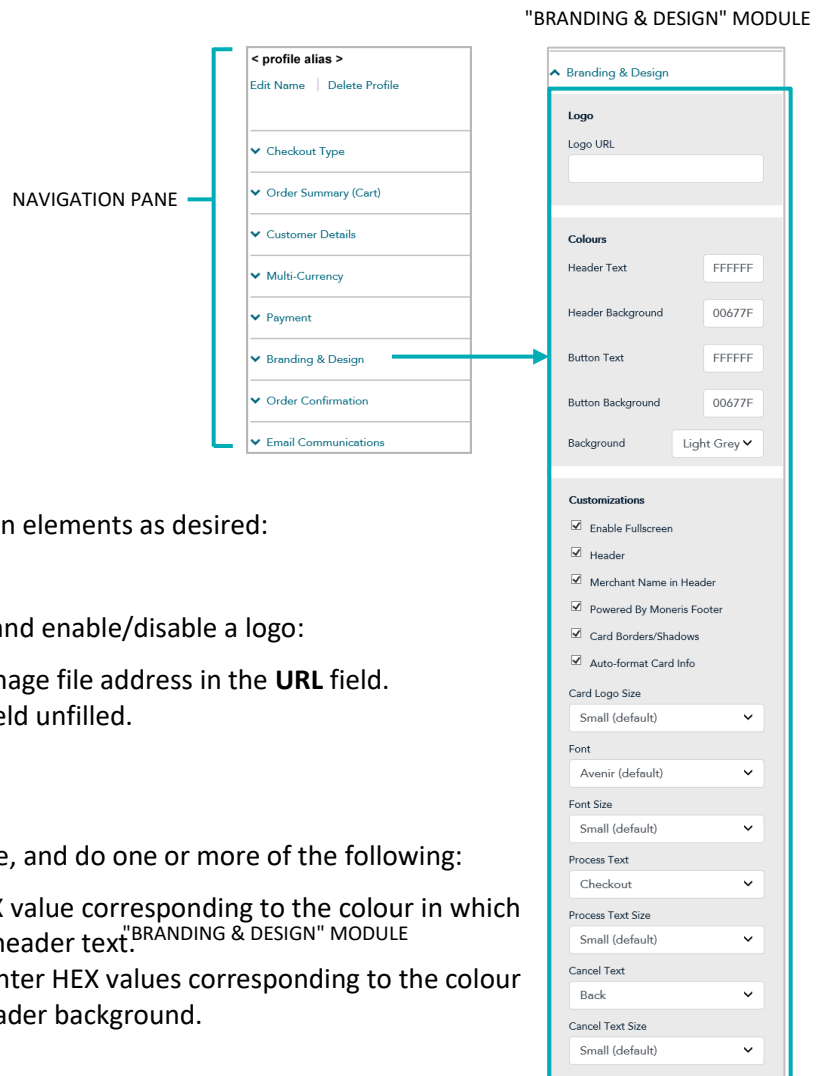 "BRANDING & DESIGN" MODULE
< profile alias >
Edit Name | Delete Profile
NAVIGATION PANE
Checkout Type
Order Summary (Cart)
Customer Details
Multi-Currency
Payment
Branding & Design
Order Confirmation
Email Communications
Branding & Design
Logo
Logo URL
Colours
Header Text FFFFFF
Header Background 00677F
Button Text FFFFFF
Button Background 00677F
Background Light Grey
Customizations
Enable Fullscreen
Header
Merchant Name in Header
Powered By Moneris Footer
Card Borders/Shadows
Auto-format Card Info
Card Logo Size
Small (default)
Font
Avenir (default)
Font Size
Small (default)
Process Text
Checkout
Process Text Size
Small (default)
Cancel Text
Back
Cancel Text Size
Small (default)
n elements as desired:
and enable/disable a logo:
nage file address in the URL field.
eld unfilled.
e, and do one or more of the following:
X value corresponding to the colour in which
header text.
"BRANDING & DESIGN" MODULE
nter HEX values corresponding to the colour
ader background.